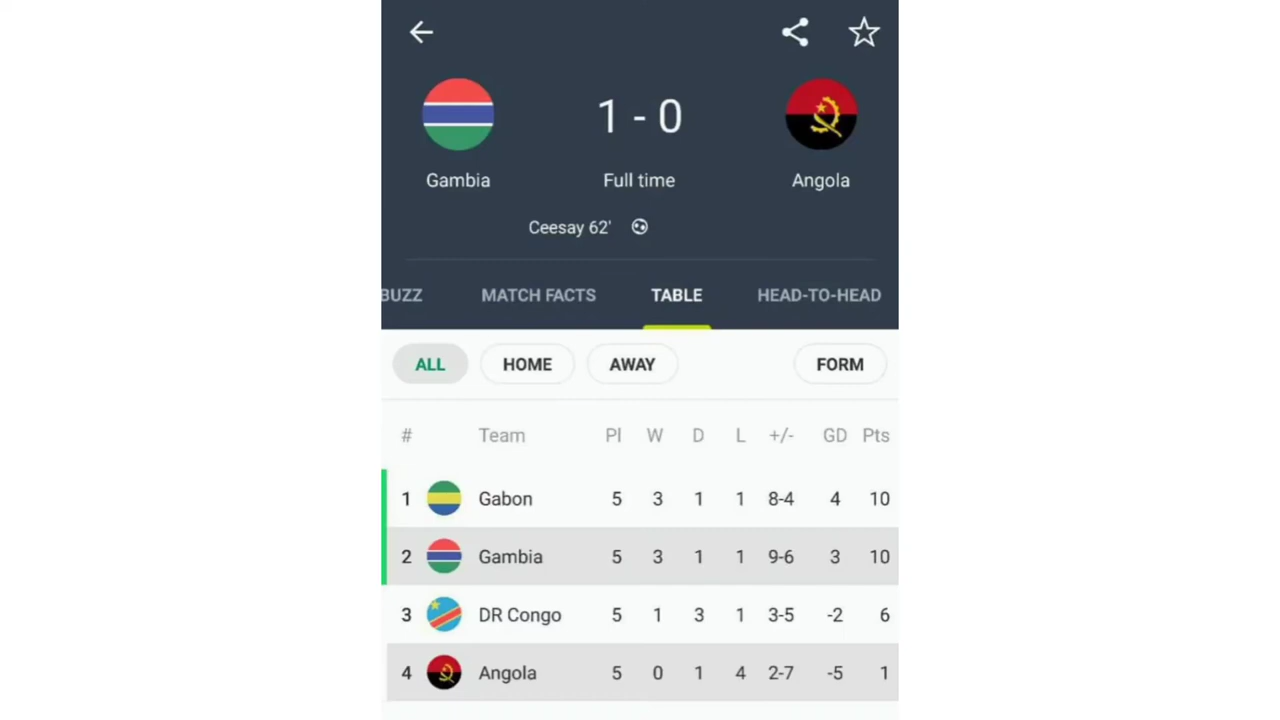 1 - 0
Gambia Full time Angola
Ceesay 62'
BUZZ MATCH FACTS TABLE HEAD-TO-HEAD
ALL HOME AWAY FORM
# Team Pl W D L +/- GD Pts
1 Gabon 5 3 1 1 8-4 4 10
2 Gambia 5 3 1 1 9-6 3 10
3 DR Congo 5 1 3 1 3-5 -2 6
4 Angola 5 0 1 4 2-7 -5 1